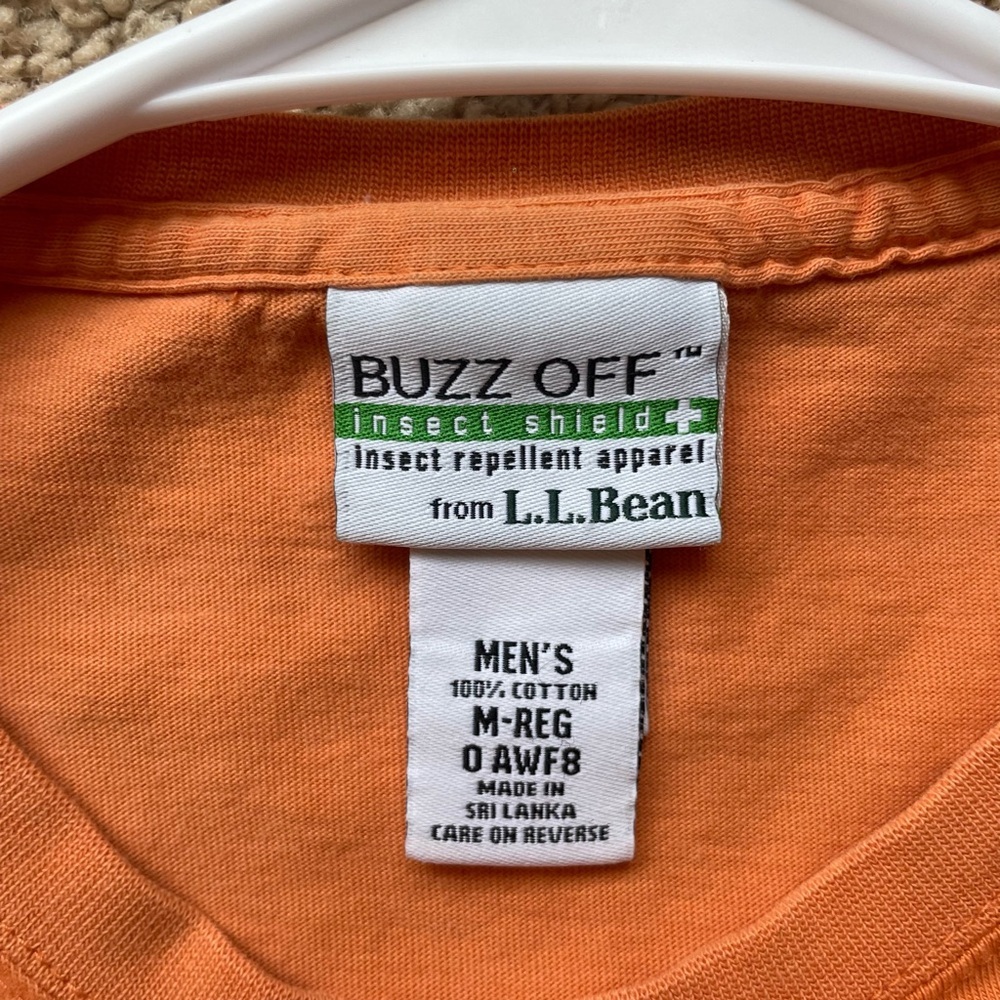 BUZZ OFF™
insect shield+
insect repellent apparel
from L.L.Bean
MEN'S
100% COTTON
M-REG
0 AWF8
MADE IN
SRI LANKA
CARE ON REVERSE